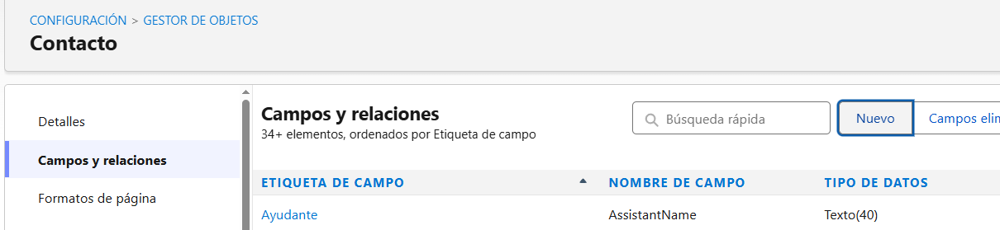 CONFIGURACIÓN > GESTOR DE OBJETOS
Contacto
Detalles
Campos y relaciones
Formatos de página
Campos y relaciones
34+ elementos, ordenados por Etiqueta de campo
Búsqueda rápida
Nuevo
Campos
ETIQUETA DE CAMPO NOMBRE DE CAMPO TIPO DE DATOS
Ayudante AssistantName Texto(40)